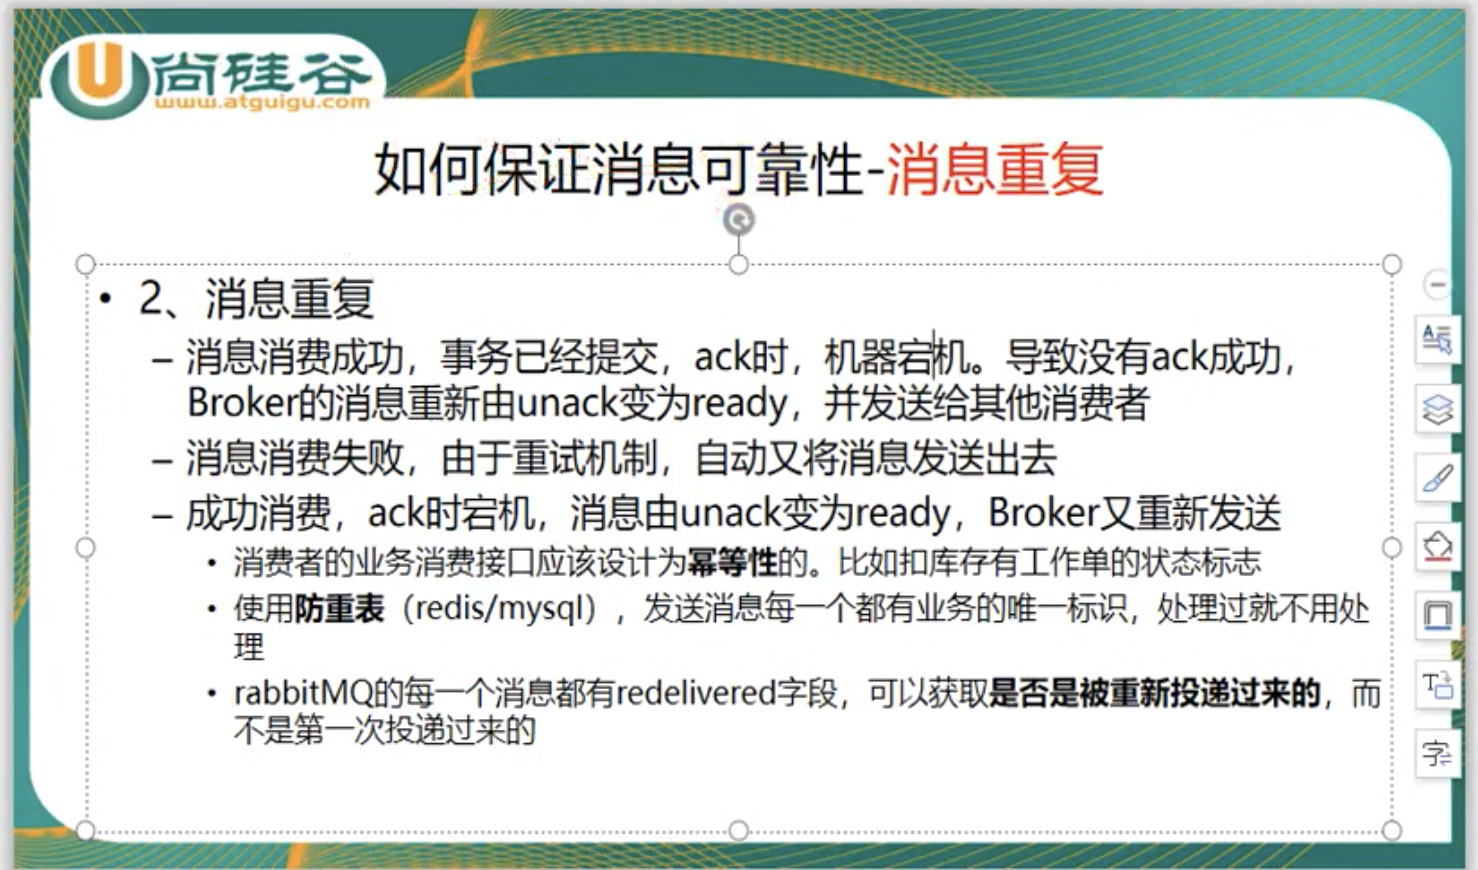 尚硅谷
www.atguigu.com
如何保证消息可靠性-消息重复
• 2、消息重复
– 消息消费成功，事务已经提交，ack时，机器宕机。导致没有ack成功，
Broker的消息重新由unack变为ready，并发送给其他消费者
– 消息消费失败，由于重试机制，自动又将消息发送出去
– 成功消费，ack时宕机，消息由unack变为ready，Broker又重新发送
• 消费者的业务消费接口应该设计为幂等性的。比如扣库存有工作单的状态标志
• 使用防重表（redis/mysql），发送消息每一个都有业务的唯一标识，处理过就不用处
理
• rabbitMQ的每一个消息都有redelivered字段，可以获取是否是被重新投递过来的，而
不是第一次投递过来的